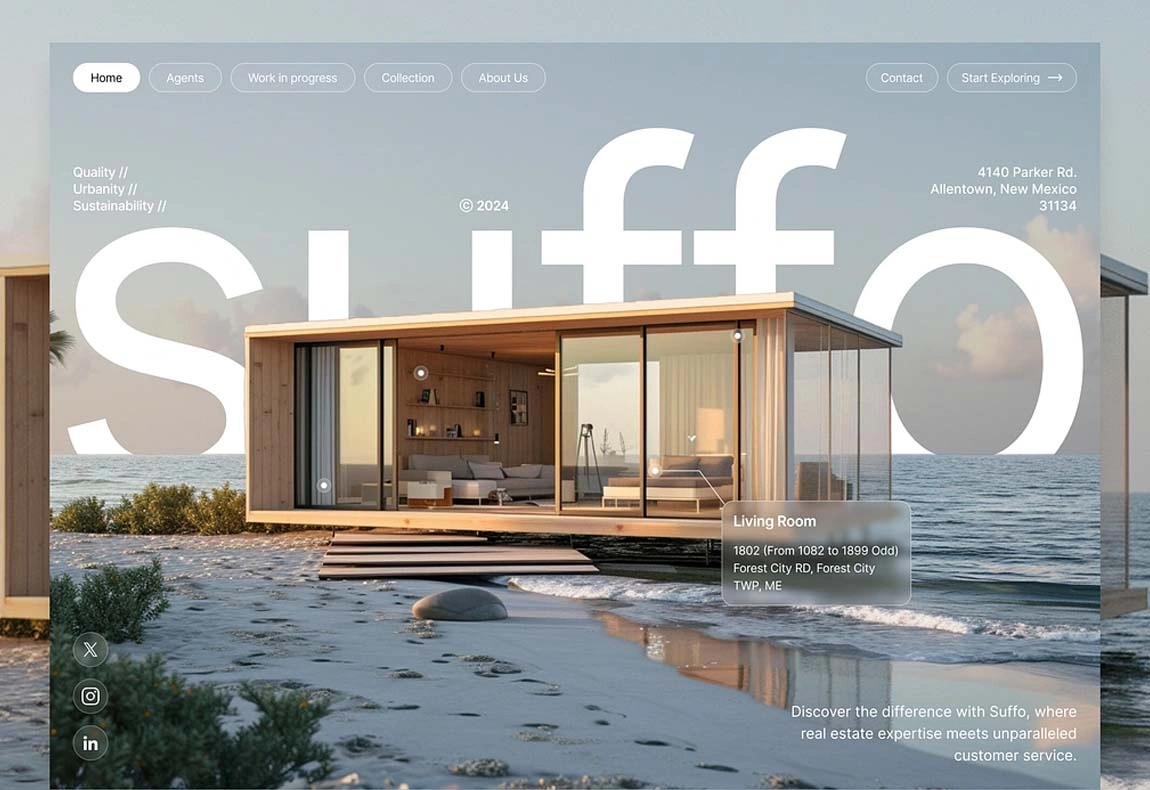 Home
Agents
Work in progress
Collection
About Us
Contact
Start Exploring →
Quality //
Urbanity //
Sustainability //
© 2024
4140 Parker Rd.
Allentown, New Mexico
31134
suffo
Living Room
1802 (From 1082 to 1899 Odd)
Forest City RD, Forest City
TWP, ME
X
in
Discover the difference with Suffo, where
real estate expertise meets unparalleled
customer service.